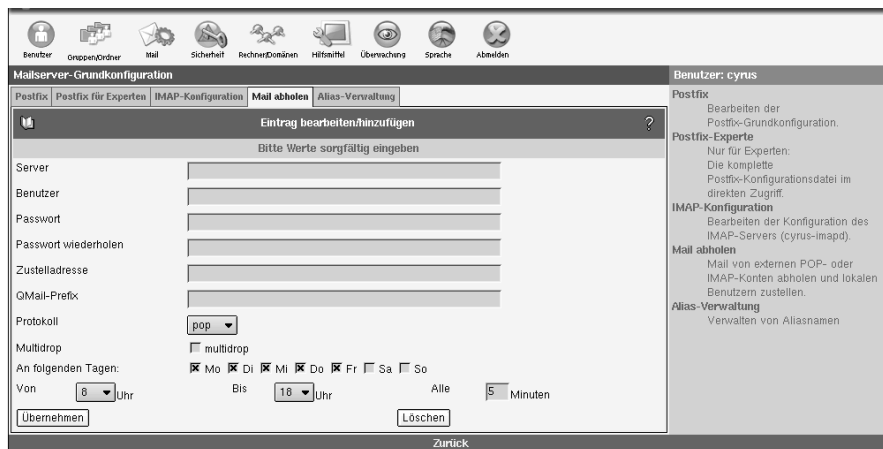 Benutzer Gruppen/Ordner Mail Sicherheit Rechner/Domänen Hilfsmittel Überwachung Sprache Abmelden
Mailserver-Grundkonfiguration
Postfix Postfix für Experten IMAP-Konfiguration Mail abholen Alias-Verwaltung
Eintrag bearbeiten/hinzufügen ?
Bitte Werte sorgfältig eingeben
Server
Benutzer
Passwort
Passwort wiederholen
Zustelladresse
QMail-Prefix
Protokoll pop
Multidrop multidrop
An folgenden Tagen: Mo Di Mi Do Fr Sa So
Von 8 Uhr Bis 18 Uhr Alle 5 Minuten
Übernehmen Löschen
Zurück
Benutzer: cyrus
Postfix
Bearbeiten der
Postfix-Grundkonfiguration.
Postfix-Experte
Nur für Experten:
Die komplette
Postfix-Konfigurationsdatei im
direkten Zugriff.
IMAP-Konfiguration
Bearbeiten der Konfiguration des
IMAP-Servers (cyrus-imapd).
Mail abholen
Mail von externen POP- oder
IMAP-Konten abholen und lokalen
Benutzern zustellen.
Alias-Verwaltung
Verwalten von Aliasnamen